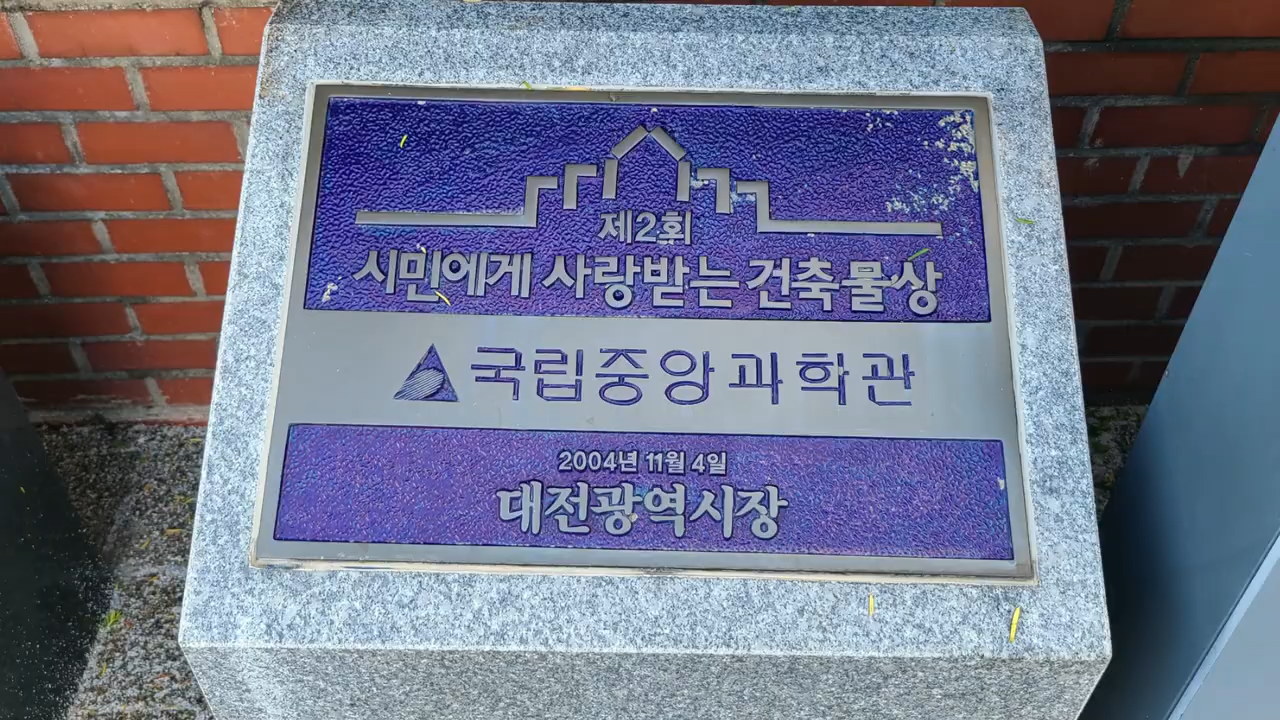 제2회
시민에게 사랑받는 건축물상
국립중앙과학관
2004년 11월 4일
대전광역시장